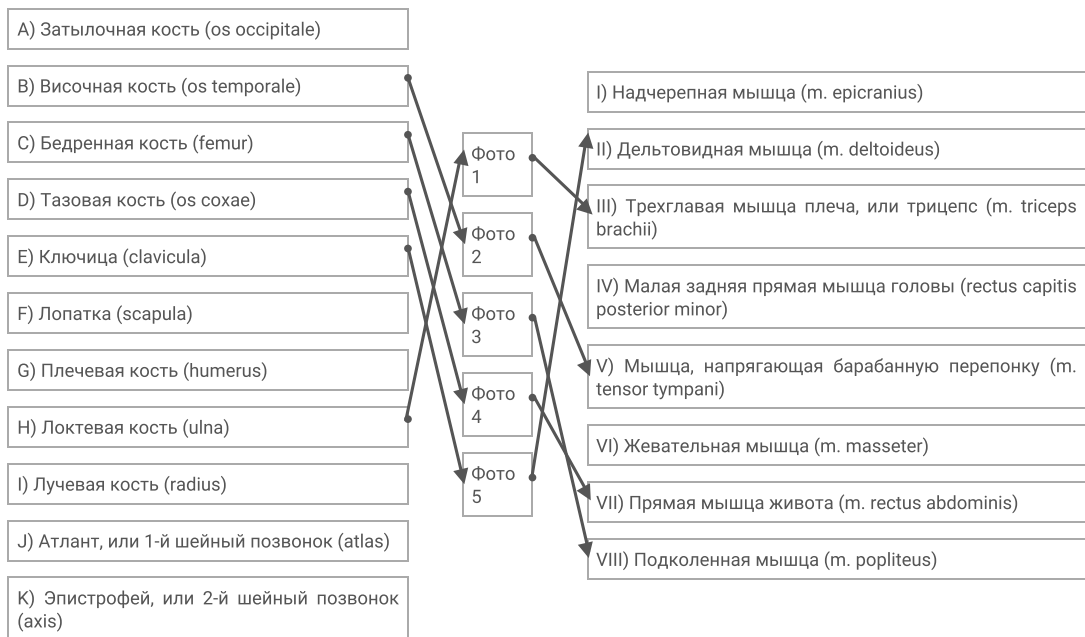 A) Затылочная кость (os occipitale)
B) Височная кость (os temporale)
C) Бедренная кость (femur)
D) Тазовая кость (os coxae)
E) Ключица (clavicula)
F) Лопатка (scapula)
G) Плечевая кость (humerus)
H) Локтевая кость (ulna)
I) Лучевая кость (radius)
J) Атлант, или 1-й шейный позвонок (atlas)
K) Эпистрофей, или 2-й шейный позвонок
(axis)
Фото
1
Фото
2
Фото
3
Фото
4
Фото
5
I) Надчерепная мышца (m. epicranius)
II) Дельтовидная мышца (m. deltoideus)
III) Трехглавая мышца плеча, или трицепс (m. triceps
brachii)
IV) Малая задняя прямая мышца головы (rectus capitis
posterior minor)
V) Мышца, напрягающая барабанную перепонку (m.
tensor tympani)
VI) Жевательная мышца (m. masseter)
VII) Прямая мышца живота (m. rectus abdominis)
VIII) Подколенная мышца (m. popliteus)